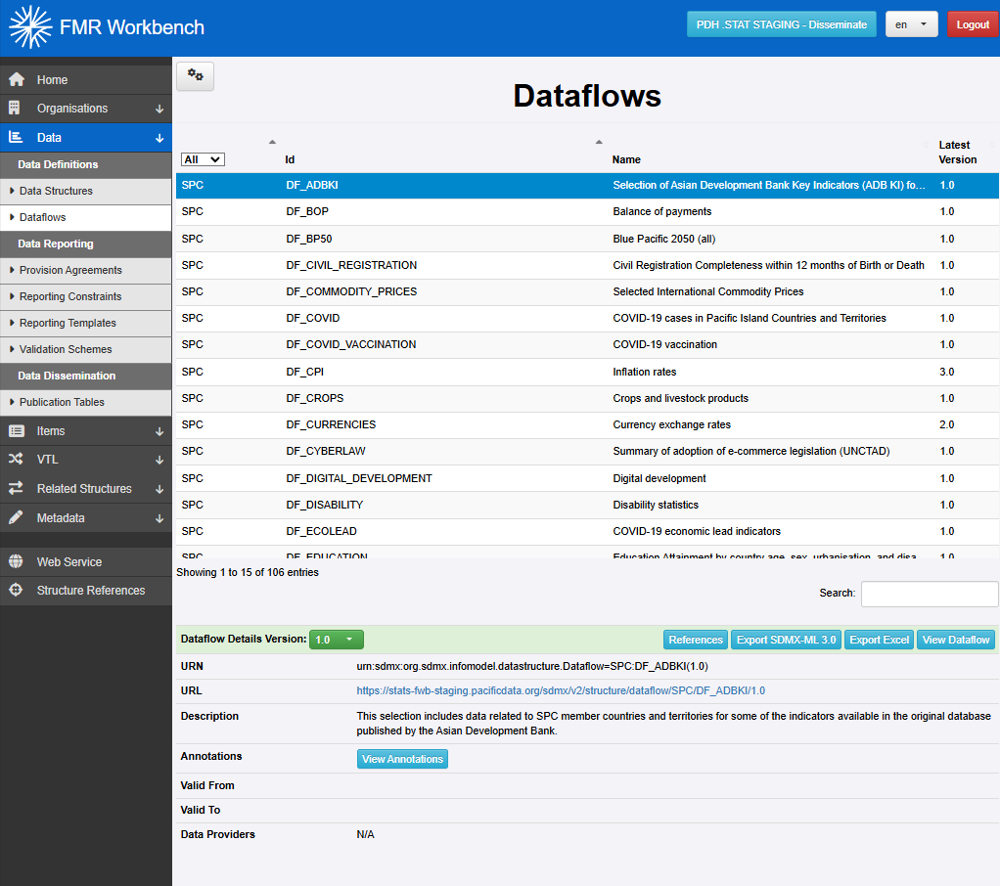 FMR Workbench
PDH .STAT STAGING - Disseminate
en
Logout
Home
Organisations
Data
Data Definitions
Data Structures
Dataflows
Data Reporting
Provision Agreements
Reporting Constraints
Reporting Templates
Validation Schemes
Data Dissemination
Publication Tables
Items
VTL
Related Structures
Metadata
Web Service
Structure References
Dataflows
All Id Name Latest Version
SPC DF_ADBKI Selection of Asian Development Bank Key Indicators (ADB KI) fo... 1.0
SPC DF_BOP Balance of payments 1.0
SPC DF_BP50 Blue Pacific 2050 (all) 1.0
SPC DF_CIVIL_REGISTRATION Civil Registration Completeness within 12 months of Birth or Death 1.0
SPC DF_COMMODITY_PRICES Selected International Commodity Prices 1.0
SPC DF_COVID COVID-19 cases in Pacific Island Countries and Territories 1.0
SPC DF_COVID_VACCINATION COVID-19 vaccination 1.0
SPC DF_CPI Inflation rates 3.0
SPC DF_CROPS Crops and livestock products 1.0
SPC DF_CURRENCIES Currency exchange rates 2.0
SPC DF_CYBERLAW Summary of adoption of e-commerce legislation (UNCTAD) 1.0
SPC DF_DIGITAL_DEVELOPMENT Digital development 1.0
SPC DF_DISABILITY Disability statistics 1.0
SPC DF_ECOLEAD COVID-19 economic lead indicators 1.0
SPC DF_EDUCATION Education Attainment by country age, sex, urbanisation, and disa... 1.0
Showing 1 to 15 of 106 entries
Search:
Dataflow Details Version: 1.0 References Export SDMX-ML 3.0 Export Excel View Dataflow
URN urn:sdmx:org.sdmx.infomodel.datastructure.Dataflow=SPC:DF_ADBKI(1.0)
URL https://stats-fwb-staging.pacificdata.org/sdmx/v2/structure/dataflow/SPC/DF_ADBKI/1.0
Description This selection includes data related to SPC member countries and territories for some of the indicators available in the original database
published by the Asian Development Bank.
Annotations View Annotations
Valid From
Valid To
Data Providers N/A